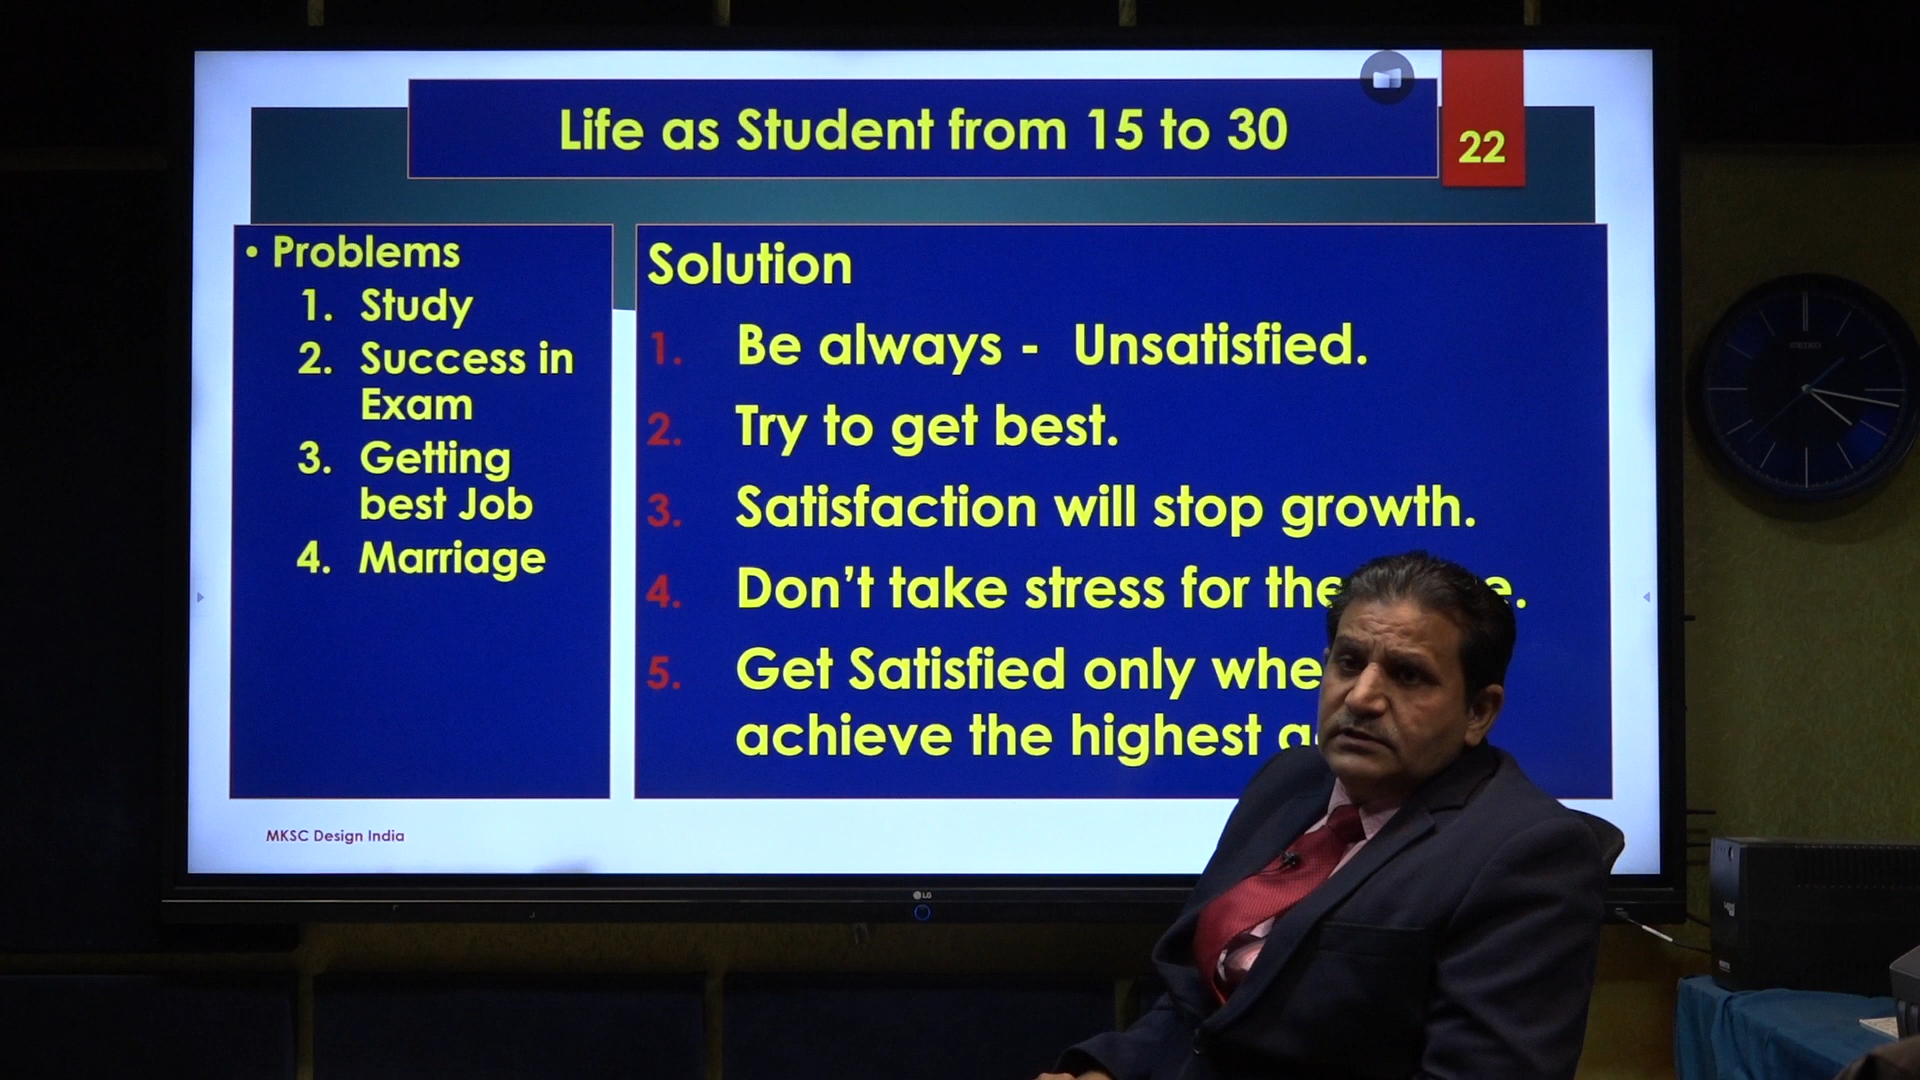 Life as Student from 15 to 30
22
• Problems
1. Study
2. Success in
Exam
3. Getting
best Job
4. Marriage
Solution
1. Be always - Unsatisfied.
2. Try to get best.
3. Satisfaction will stop growth.
4. Don’t take stress for
5. Get Satisfied only
achieve the highest
MKSC Design India
LG
SEIKO